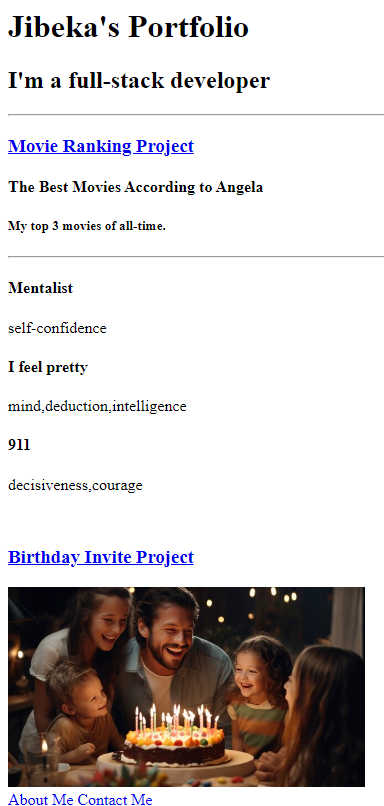 Jibeka's Portfolio
I'm a full-stack developer
Movie Ranking Project
The Best Movies According to Angela
My top 3 movies of all-time.
Mentalist
self-confidence
I feel pretty
mind,deduction,intelligence
911
decisiveness,courage
Birthday Invite Project
About Me Contact Me